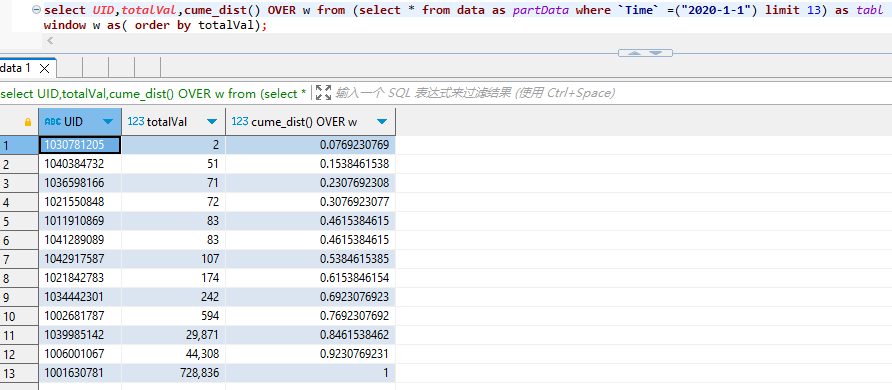 select UID,totalVal,cume_dist() OVER w from (select * from data as partData where `Time` =("2020-1-1") limit 13) as tabl
window w as( order by totalVal);
data 1
select UID,totalVal,cume_dist() OVER w from (select * 输入一个 SQL 表达式来过滤结果 (使用 Ctrl+Space)
ABC UID 123 totalVal 123 cume_dist() OVER w
1 1030781205 2 0.0769230769
2 1040384732 51 0.1538461538
3 1036598166 71 0.2307692308
4 1021550848 72 0.3076923077
5 1011910869 83 0.4615384615
6 1041289089 83 0.4615384615
7 1042917587 107 0.5384615385
8 1021842783 174 0.6153846154
9 1034442301 242 0.6923076923
10 1002681787 594 0.7692307692
11 1039985142 29,871 0.8461538462
12 1006001067 44,308 0.9230769231
13 1001630781 728,836 1